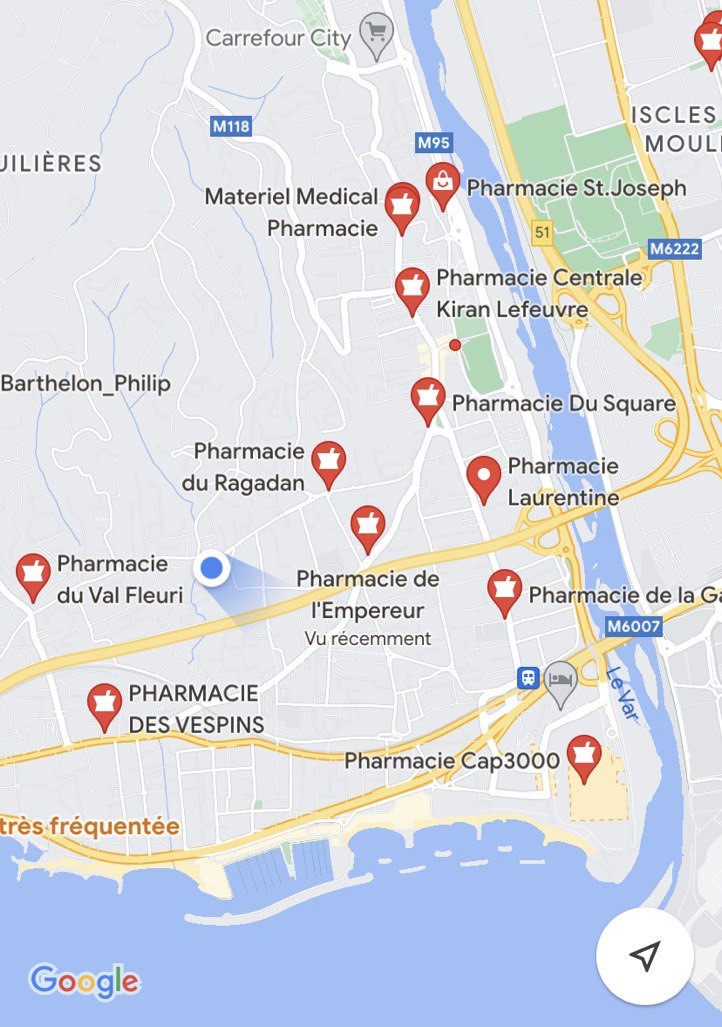 Carrefour City
M118
ISCLES
MOULI
M95
UILIÈRES
Materiel Medical
Pharmacie
Pharmacie St.Joseph
51
M6222
Pharmacie Centrale
Kiran Lefeuvre
Barthelon_Philip
Pharmacie Du Square
Pharmacie
du Ragadan
Pharmacie
Laurentine
Pharmacie
du Val Fleuri
Pharmacie de
l'Empereur
Vu récemment
Pharmacie de la Ga
M6007
Le Var
PHARMACIE
DES VESPINS
Pharmacie Cap3000
très fréquentée
Google